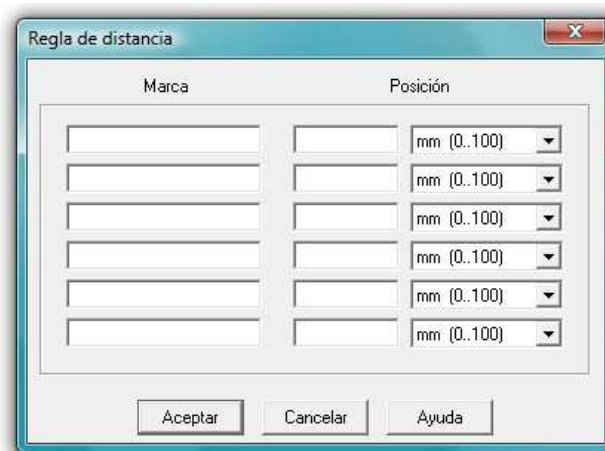 Regla de distancia
Marca Posición
mm (0..100)
mm (0..100)
mm (0..100)
mm (0..100)
mm (0..100)
mm (0..100)
Aceptar Cancelar Ayuda